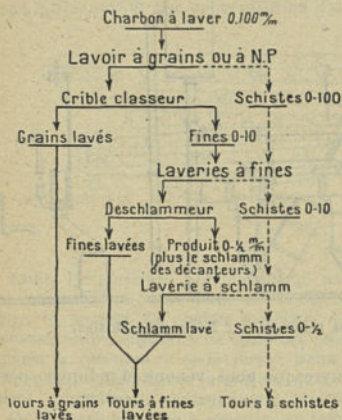 Charbon à laver 0,100 m/m
Lavoir à grains ou à N.P
Crible classeur
Schistes 0-100
Grains lavés
Fines 0-10
Laveries à fines
Deschlammeur
Schistes 0-10
Fines lavées
Produit 0-½ m/m
(plus le schlamm
des décanteurs)
Laverie à schlamm
Schlamm lavé
Schistes 0-½
Tours à grains
lavés
Tours à fines
lavées
Tours à schistes